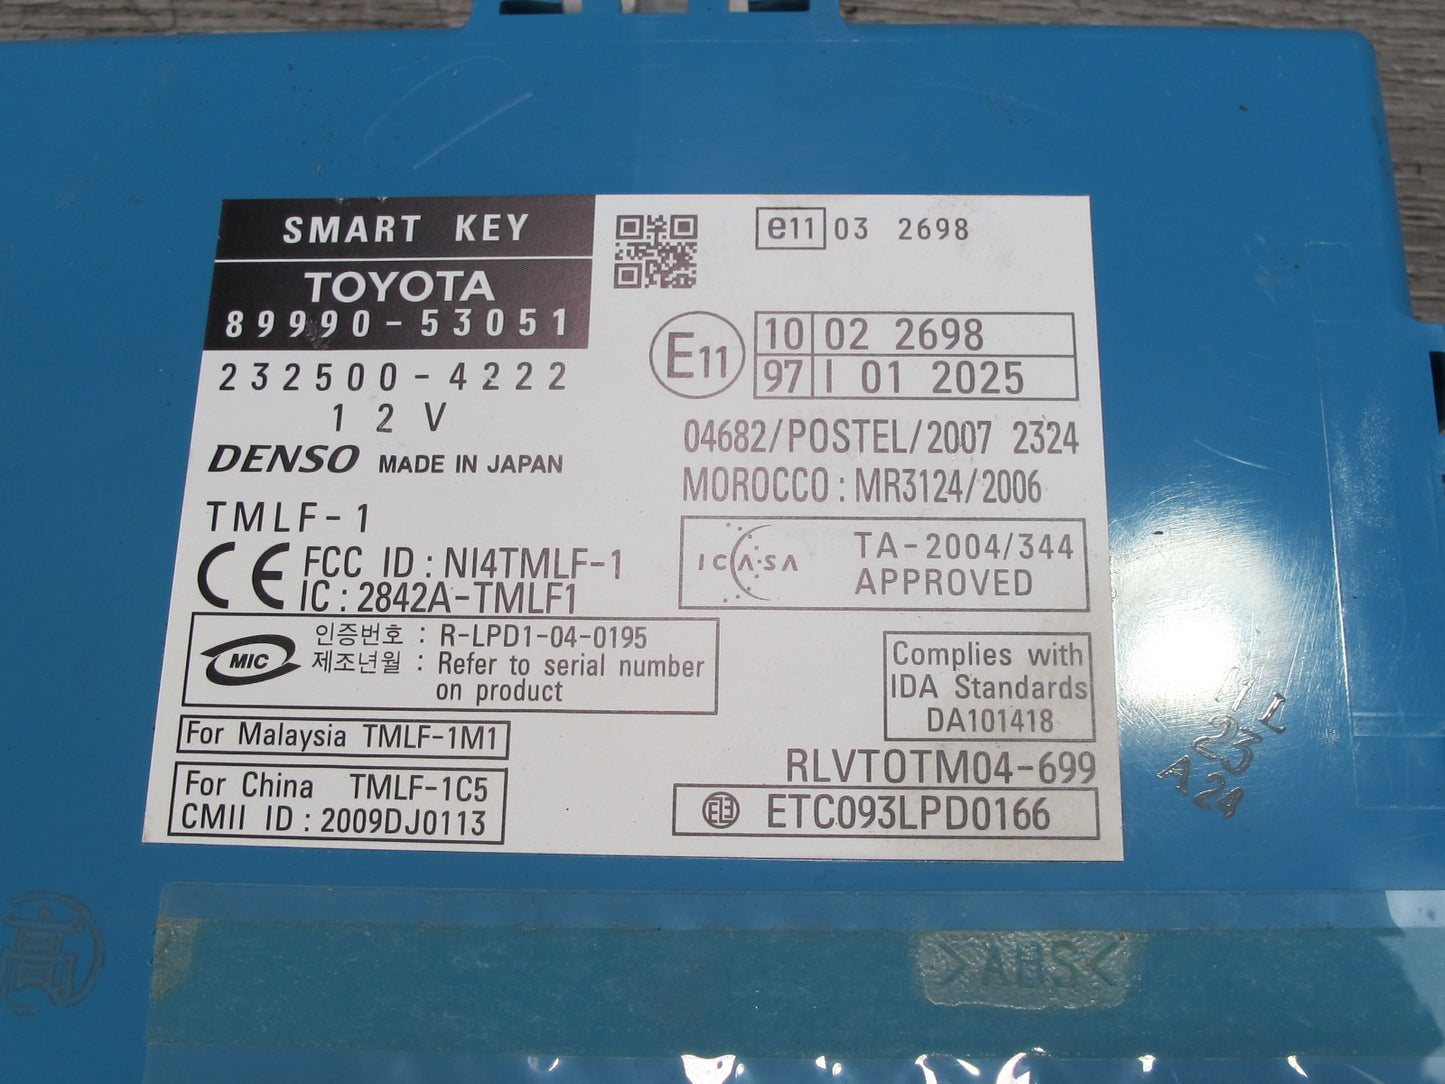 SMART KEY
TOYOTA
89990-53051
232500-4222
12V
DENSO MADE IN JAPAN
TMLF-1
CE FCC ID : NI4TMLF-1
IC : 2842A-TMLF1
MIC 인증번호 : R-LPD1-04-0195
제조년월 : Refer to serial number
on product
For Malaysia TMLF-1M1
For China TMLF-1C5
CMII ID : 2009DJ0113
e11 03 2698
E11 10 02 2698
97 I 01 2025
04682/POSTEL/2007 2324
MOROCCO : MR3124/2006
ICASA TA-2004/344
APPROVED
Complies with
IDA Standards
DA101418
RLVTOTM04-699
ETC093LPD0166
23
A 24
>ABS<